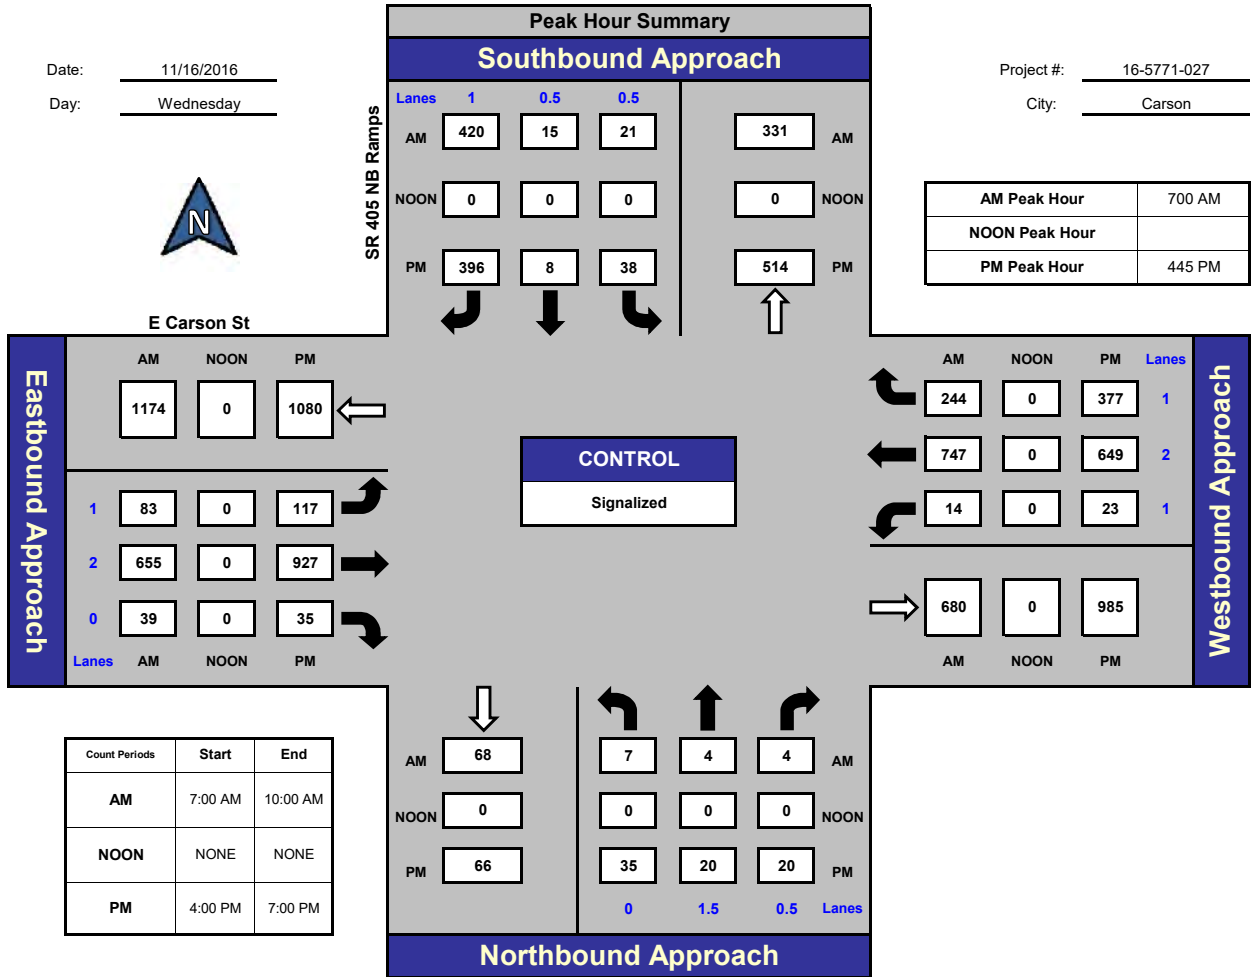 Peak Hour Summary
Southbound Approach
Date: 11/16/2016
Day: Wednesday
Project #: 16-5771-027
City: Carson
N
SR 405 NB Ramps
Lanes 1 0.5 0.5
AM 420 15 21 331 AM
NOON 0 0 0 0 NOON
PM 396 8 38 514 PM
AM Peak Hour 700 AM
NOON Peak Hour
PM Peak Hour 445 PM
E Carson St
Eastbound Approach
AM NOON PM
1174 0 1080
1 83 0 117
2 655 0 927
0 39 0 35
Lanes AM NOON PM
CONTROL
Signalized
AM NOON PM Lanes
244 0 377 1
747 0 649 2
14 0 23 1
680 0 985
AM NOON PM
Westbound Approach
Count Periods Start End
AM 7:00 AM 10:00 AM
NOON NONE NONE
PM 4:00 PM 7:00 PM
AM 68 7 4 4 AM
NOON 0 0 0 0 NOON
PM 66 35 20 20 PM
0 1.5 0.5 Lanes
Northbound Approach